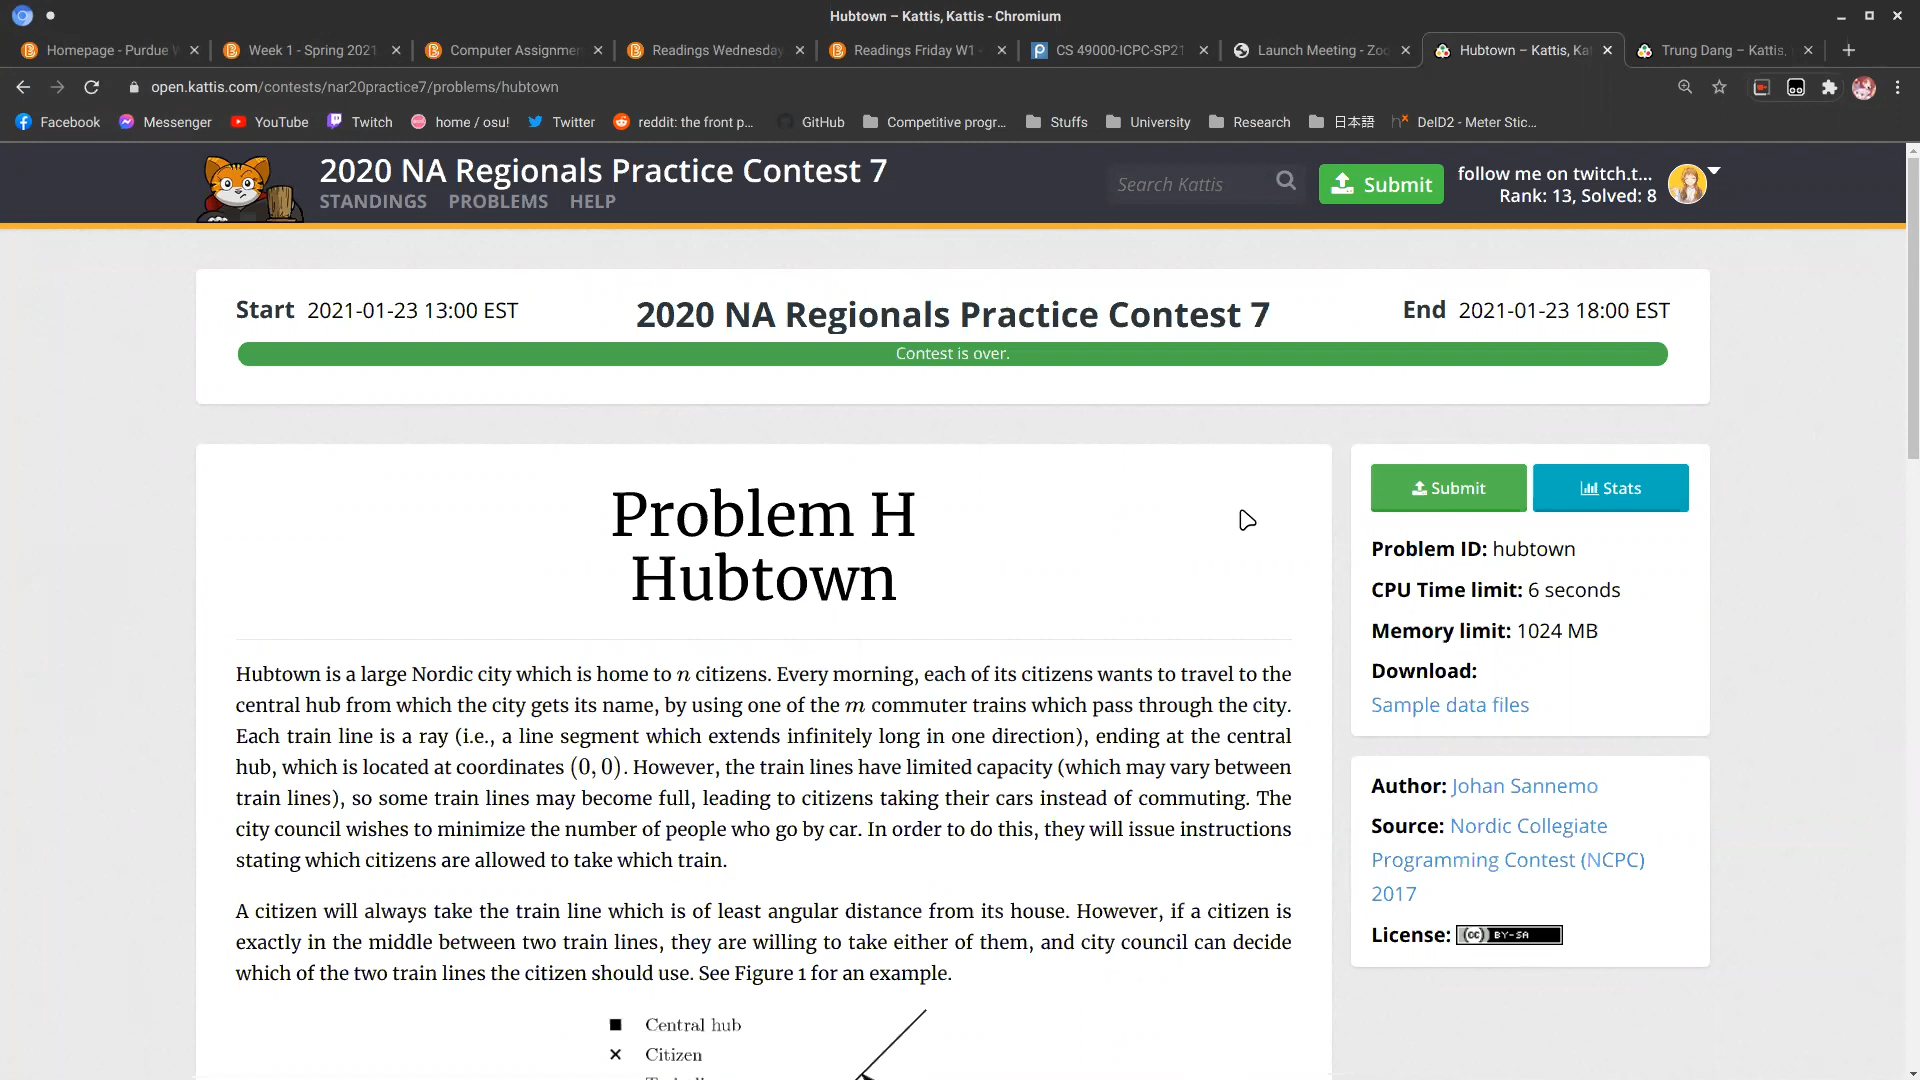 Hubtown – Kattis, Kattis - Chromium
Homepage - Purdue
Week 1 - Spring 2021
Computer Assignmen
Readings Wednesday
Readings Friday W1 -
CS 49000-ICPC-SP21
Launch Meeting - Zoo
Hubtown – Kattis, Ka
Trung Dang – Kattis,
open.kattis.com/contests/nar20practice7/problems/hubtown
Facebook
Messenger
YouTube
Twitch
home / osu!
Twitter
reddit: the front p...
GitHub
Competitive progr...
Stuffs
University
Research
日本語
DelD2 - Meter Stic...
2020 NA Regionals Practice Contest 7
STANDINGS PROBLEMS HELP
Search Kattis
Submit
follow me on twitch.t...
Rank: 13, Solved: 8
Start 2021-01-23 13:00 EST
2020 NA Regionals Practice Contest 7
End 2021-01-23 18:00 EST
Contest is over.
Problem H
Hubtown
Hubtown is a large Nordic city which is home to n citizens. Every morning, each of its citizens wants to travel to the
central hub from which the city gets its name, by using one of the m commuter trains which pass through the city.
Each train line is a ray (i.e., a line segment which extends infinitely long in one direction), ending at the central
hub, which is located at coordinates (0, 0). However, the train lines have limited capacity (which may vary between
train lines), so some train lines may become full, leading to citizens taking their cars instead of commuting. The
city council wishes to minimize the number of people who go by car. In order to do this, they will issue instructions
stating which citizens are allowed to take which train.
A citizen will always take the train line which is of least angular distance from its house. However, if a citizen is
exactly in the middle between two train lines, they are willing to take either of them, and city council can decide
which of the two train lines the citizen should use. See Figure 1 for an example.
Central hub
Citizen
Submit
Stats
Problem ID: hubtown
CPU Time limit: 6 seconds
Memory limit: 1024 MB
Download:
Sample data files
Author: Johan Sannemo
Source: Nordic Collegiate
Programming Contest (NCPC)
2017
License: cc BY-SA